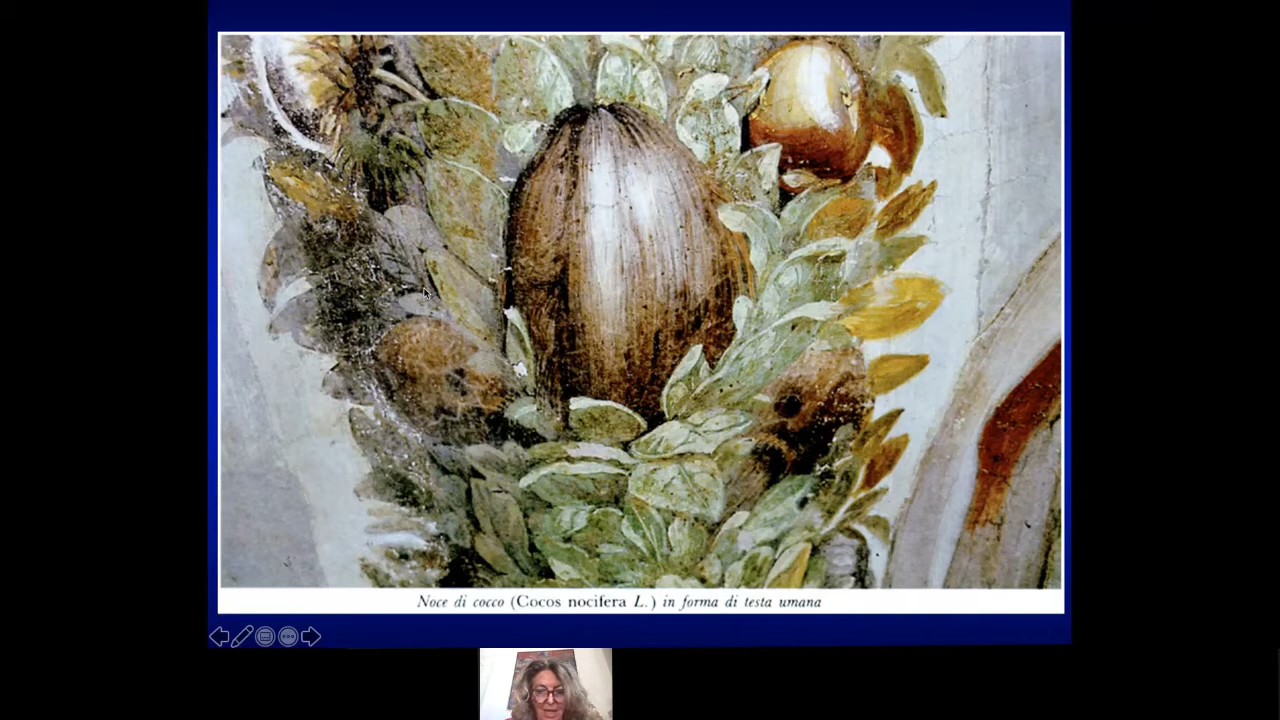 Noce di cocco (Cocos nocifera L.) in forma di testa umana